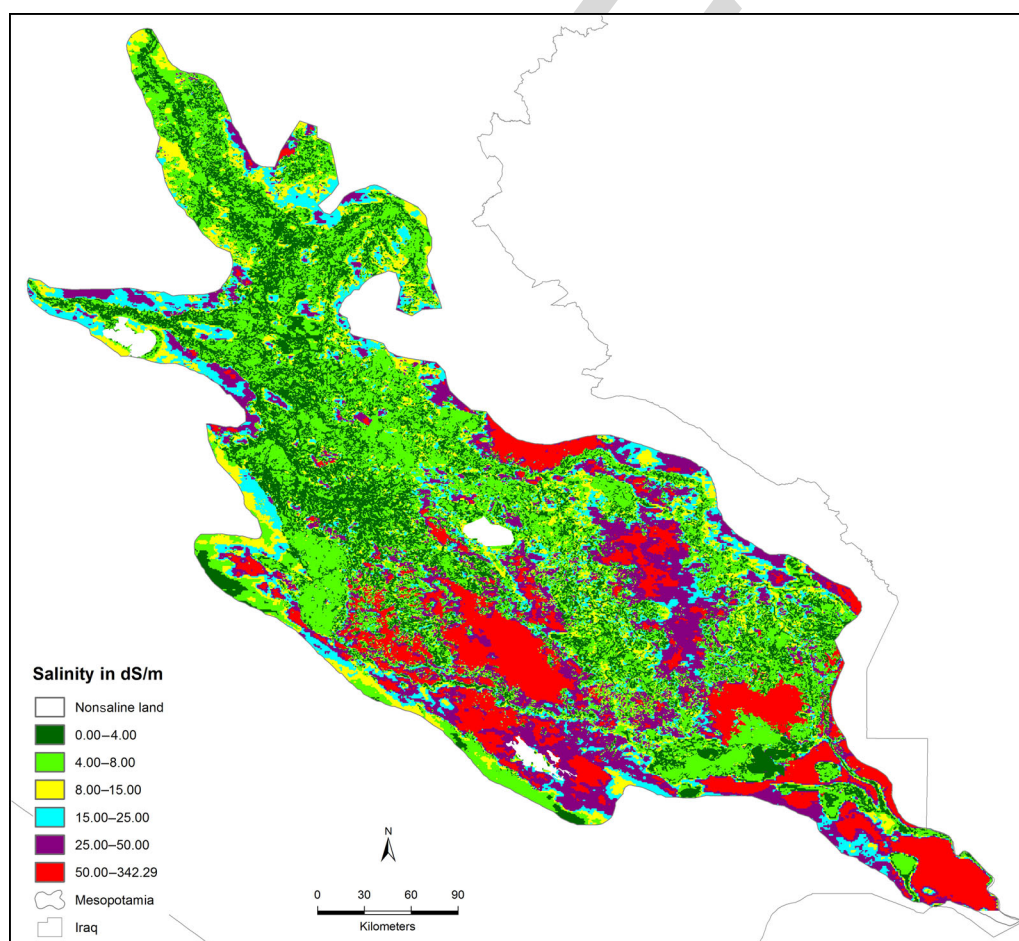 Salinity in dS/m
Nonsaline land
0.00–4.00
4.00–8.00
8.00–15.00
15.00–25.00
25.00–50.00
50.00-342.29
Mesopotamia
Iraq
N
0 30 60 90
Kilometers